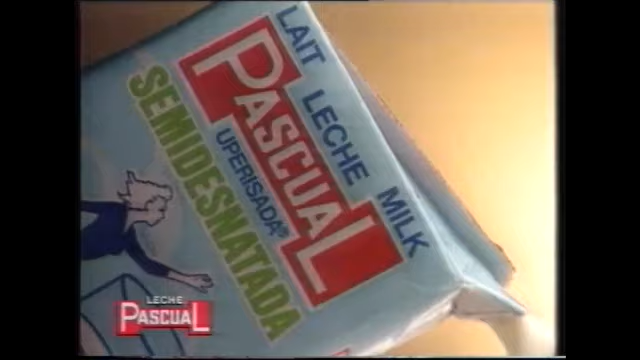 LAIT LECHE MILK
PASCUAL
UPERISADA®
SEMIDESNATADA
LECHE
PASCUAL